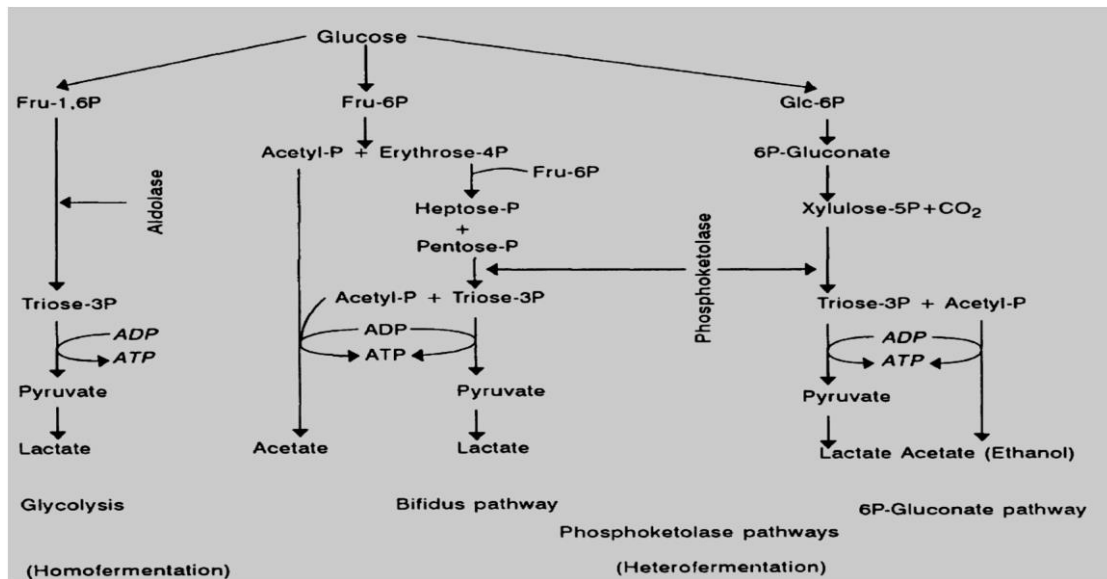 Glucose
Fru-1,6P Fru-6P Glc-6P
Acetyl-P + Erythrose-4P 6P-Gluconate
Fru-6P
Aldolase
Heptose-P Xylulose-5P+CO₂
+
Pentose-P
Phosphoketolase
Triose-3P Acetyl-P + Triose-3P Triose-3P + Acetyl-P
ADP ADP ADP
ATP ATP ATP
Pyruvate Pyruvate Pyruvate
Lactate Acetate Lactate Lactate Acetate (Ethanol)
Glycolysis Bifidus pathway 6P-Gluconate pathway
Phosphoketolase pathways
(Homofermentation) (Heterofermentation)